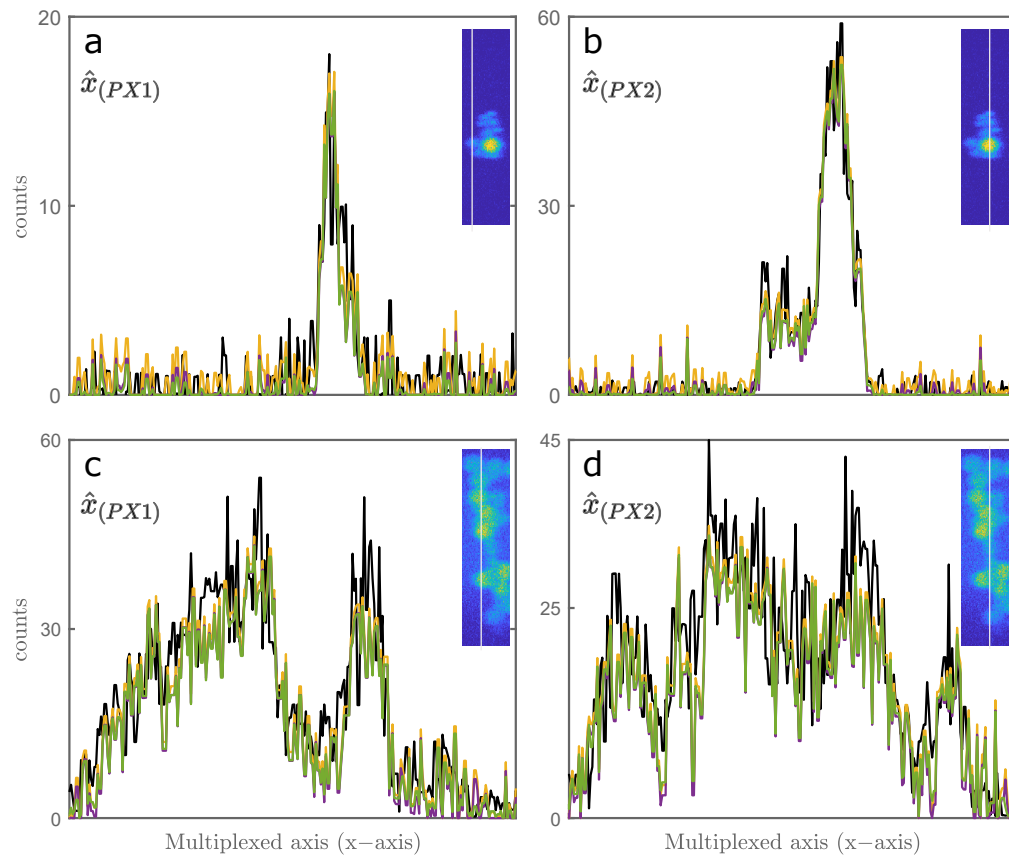 20
a
x̂(PX1)
10
counts
0
60
b
x̂(PX2)
30
0
60
c
x̂(PX1)
30
counts
0
Multiplexed axis (x−axis)
45
d
x̂(PX2)
25
0
Multiplexed axis (x−axis)